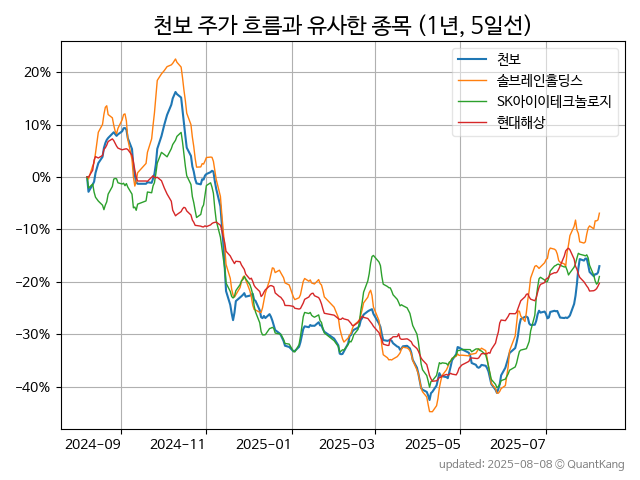 천보 주가 흐름과 유사한 종목 (1년, 5일선)
천보
솔브레인홀딩스
SK아이이테크놀로지
현대해상
20%
10%
0%
−10%
−20%
−30%
−40%
2024-09
2024-11
2025-01
2025-03
2025-05
2025-07
updated: 2025-08-08 © QuantKang